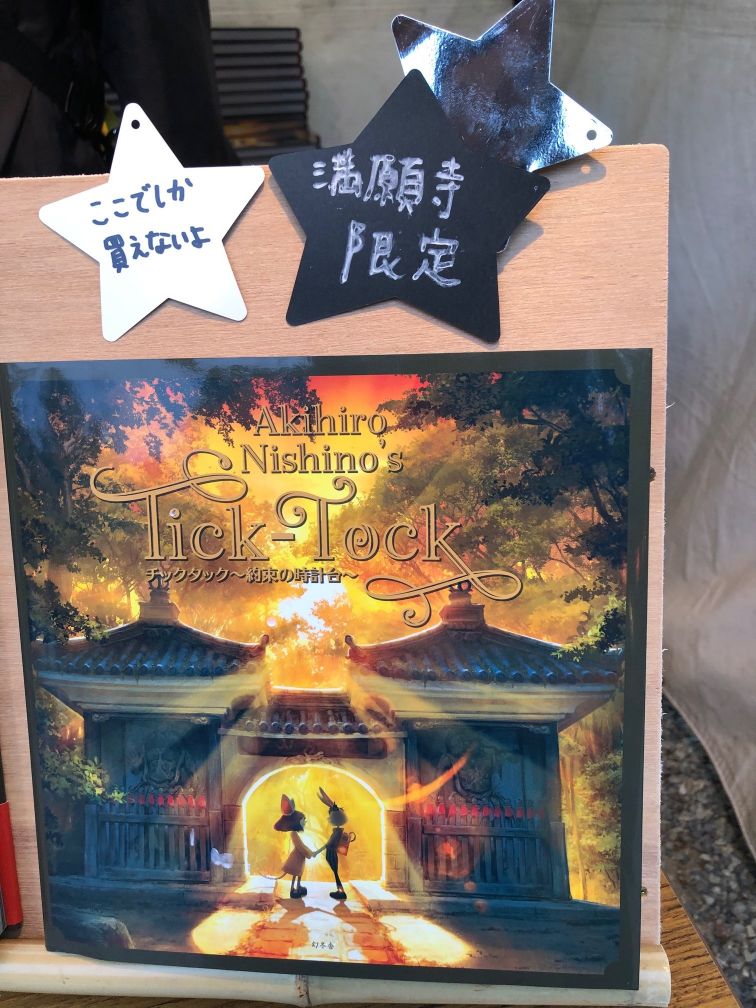 ここでしか
買えないよ
満願寺
限定
Akihiro
Nishino's
Tick-Tock
チックタック～約束の時計台～
幻冬舎